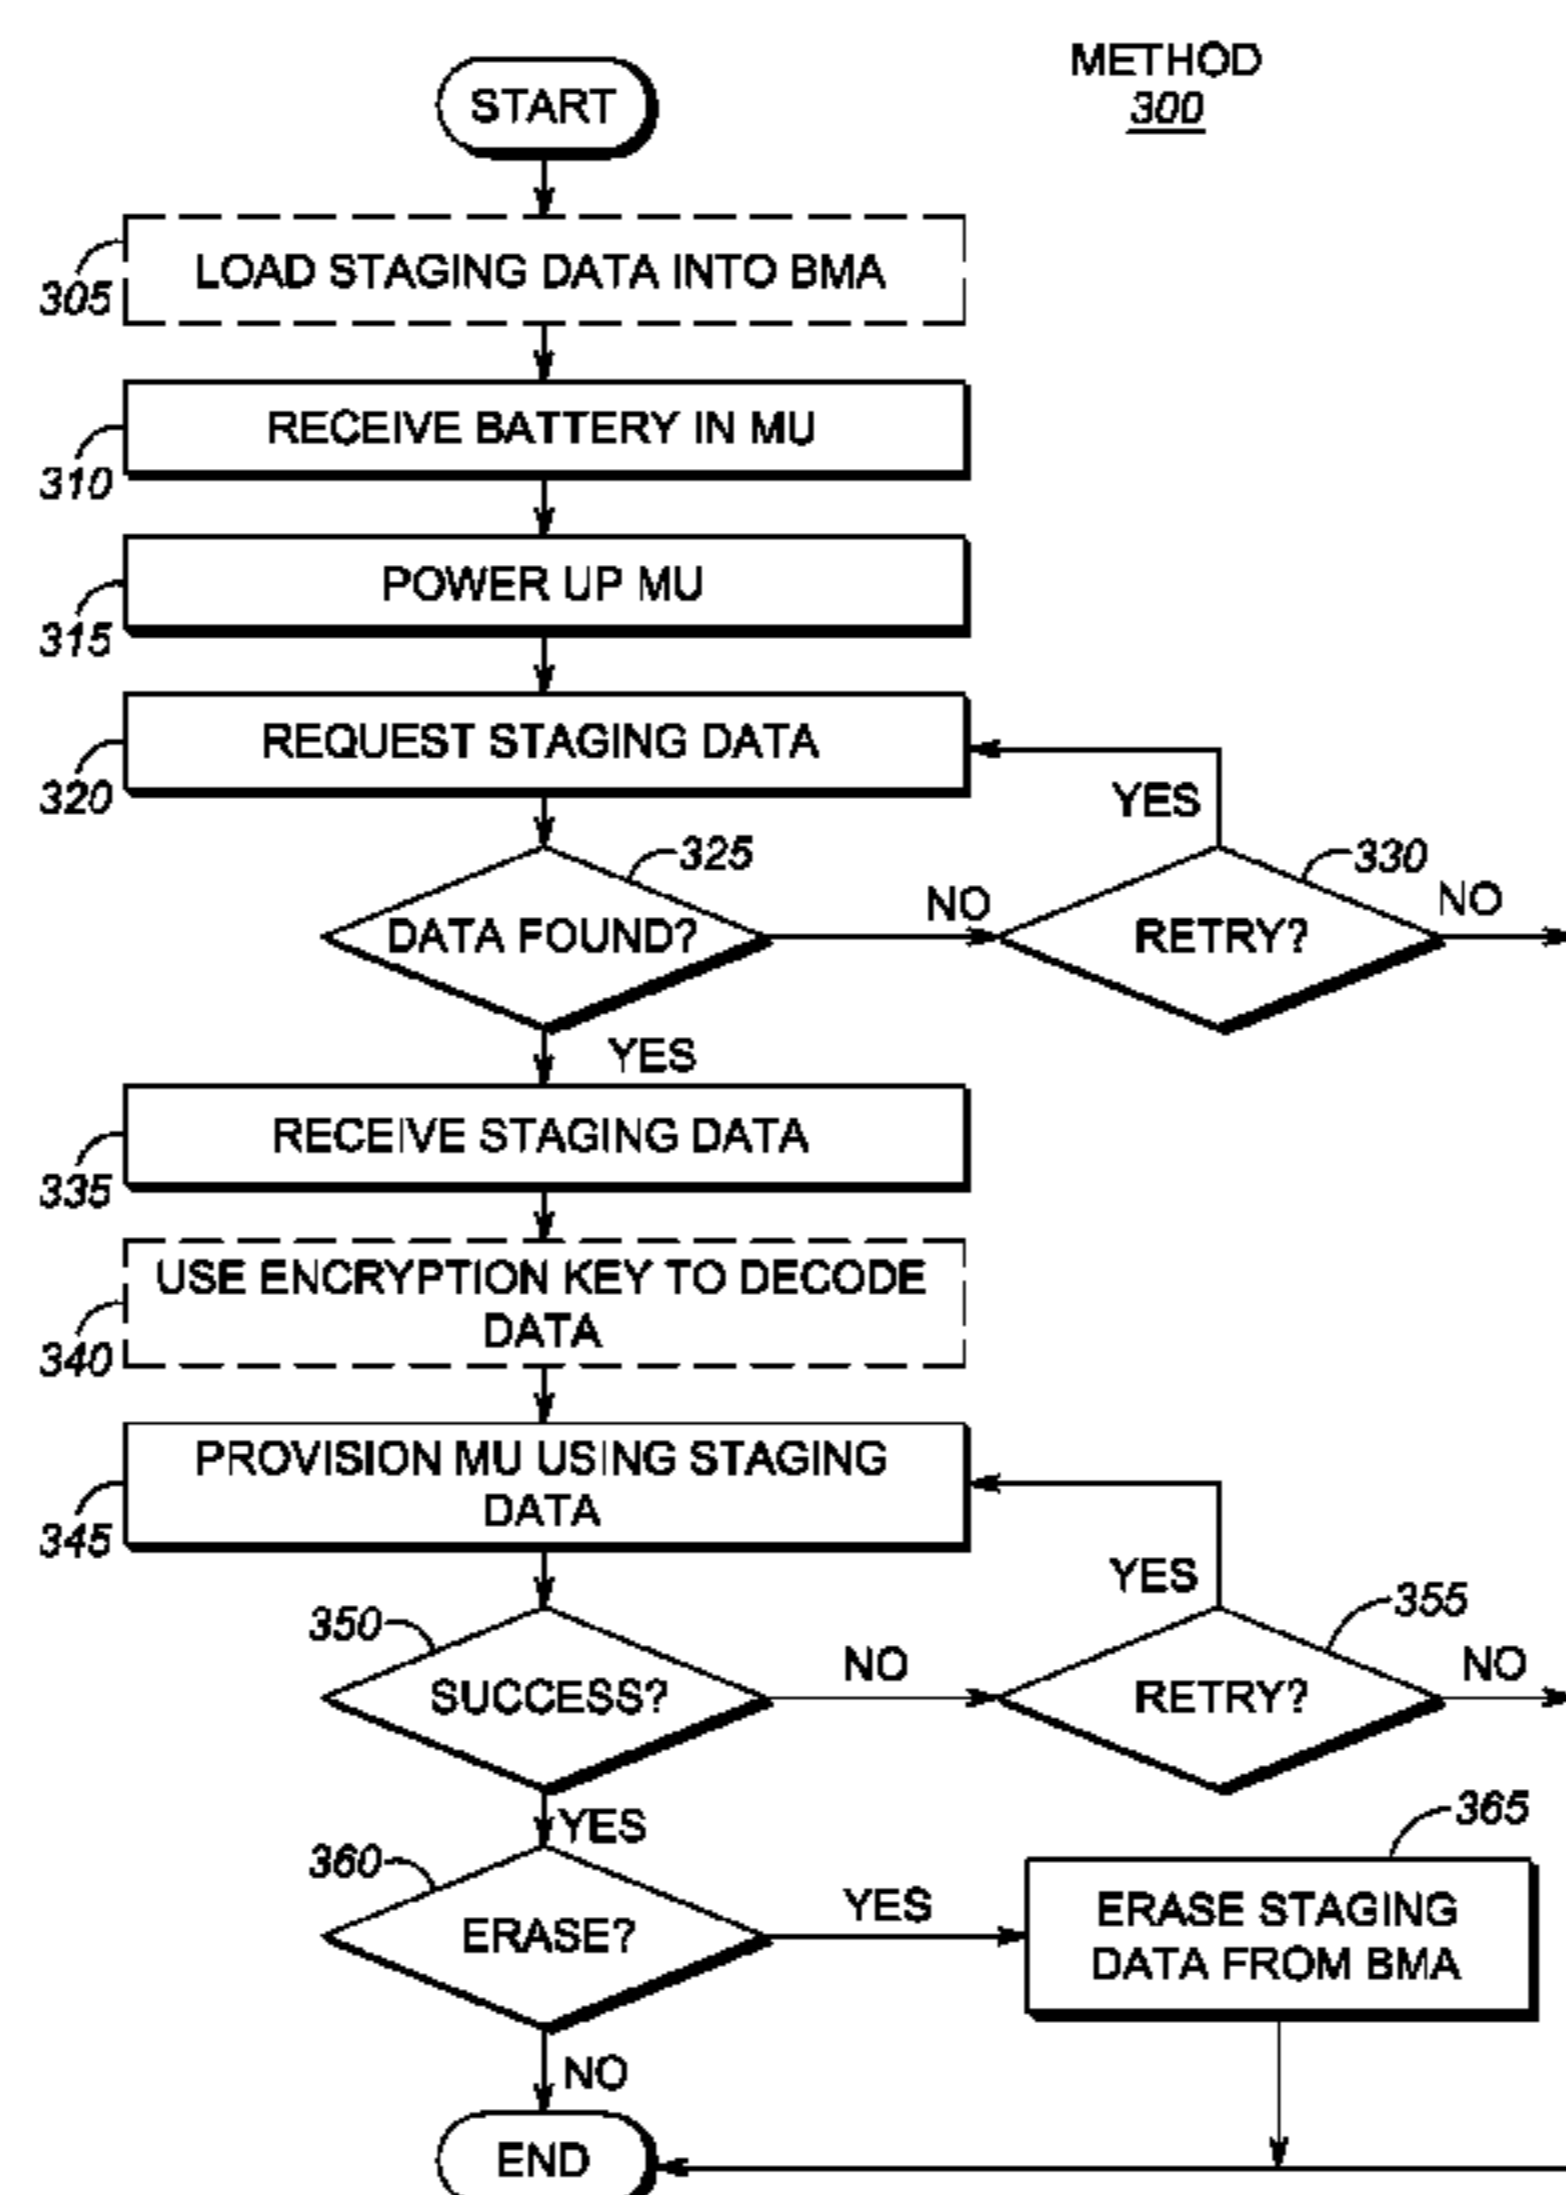 METHOD
300
START
LOAD STAGING DATA INTO BMA
305
RECEIVE BATTERY IN MU
310
POWER UP MU
315
REQUEST STAGING DATA
320
YES
325
330
DATA FOUND?
NO
RETRY?
NO
YES
RECEIVE STAGING DATA
335
USE ENCRYPTION KEY TO DECODE
DATA
340
PROVISION MU USING STAGING
DATA
345
YES
350
355
SUCCESS?
NO
RETRY?
NO
YES
360
365
ERASE?
YES
ERASE STAGING
DATA FROM BMA
NO
END